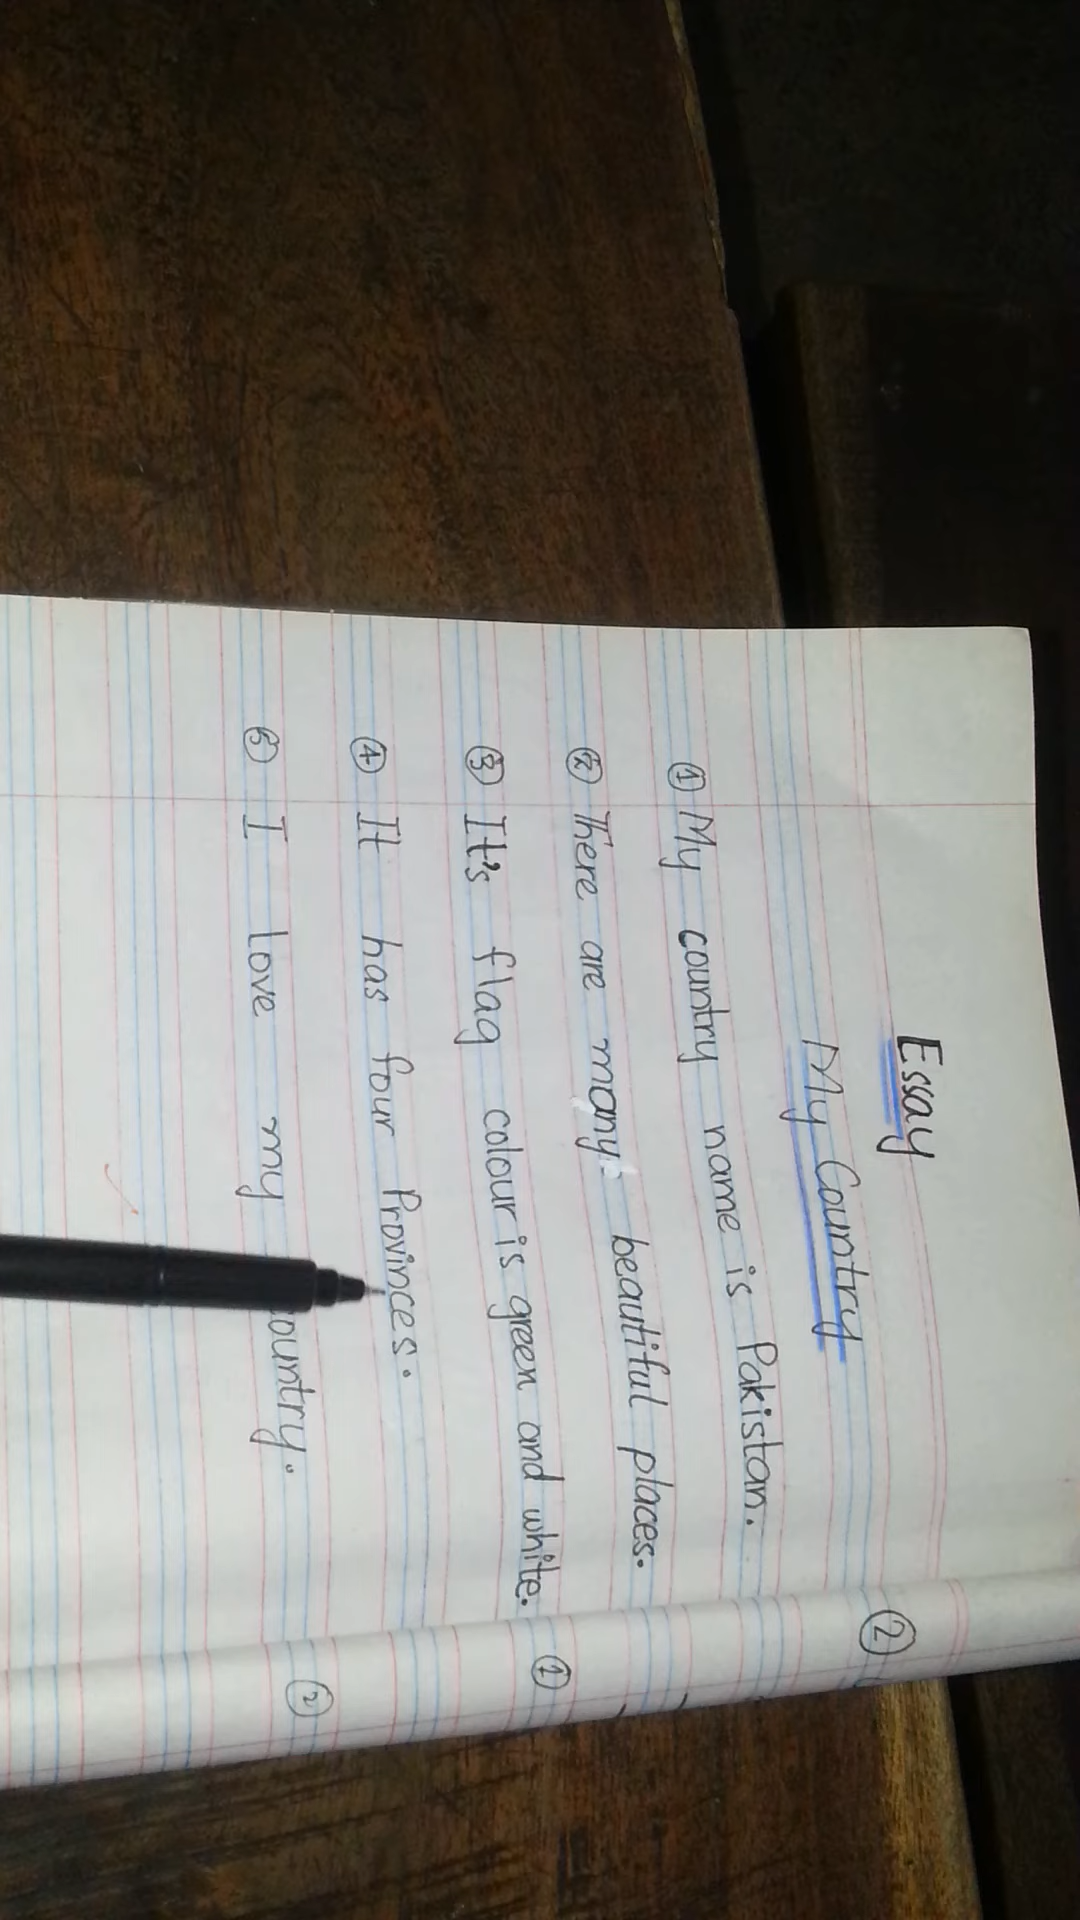 Essay
My Country
① My country name is Pakistan.
② There are many beautiful places.
③ It's flag colour is green and white.
④ It has four Provinces.
⑤ I love my ountry.
②
②